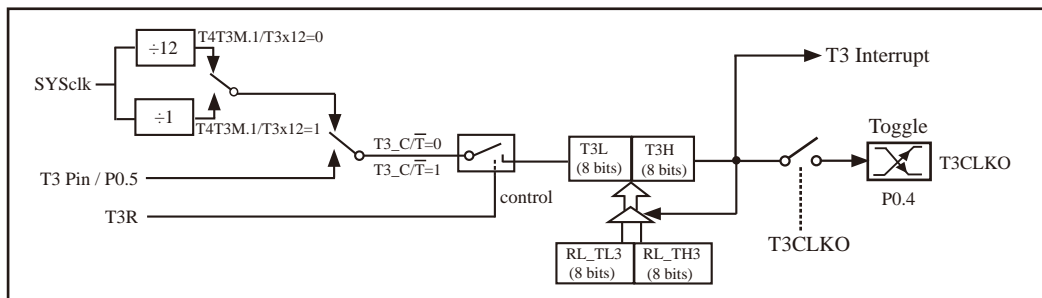 ÷12
T4T3M.1/T3x12=0
SYSclk
÷1
T4T3M.1/T3x12=1
T3 Pin / P0.5
T3R
T3_C/T̅=0
T3_C/T̅=1
control
T3L
(8 bits)
T3H
(8 bits)
RL_TL3
(8 bits)
RL_TH3
(8 bits)
T3 Interrupt
Toggle
T3CLKO
P0.4
T3CLKO